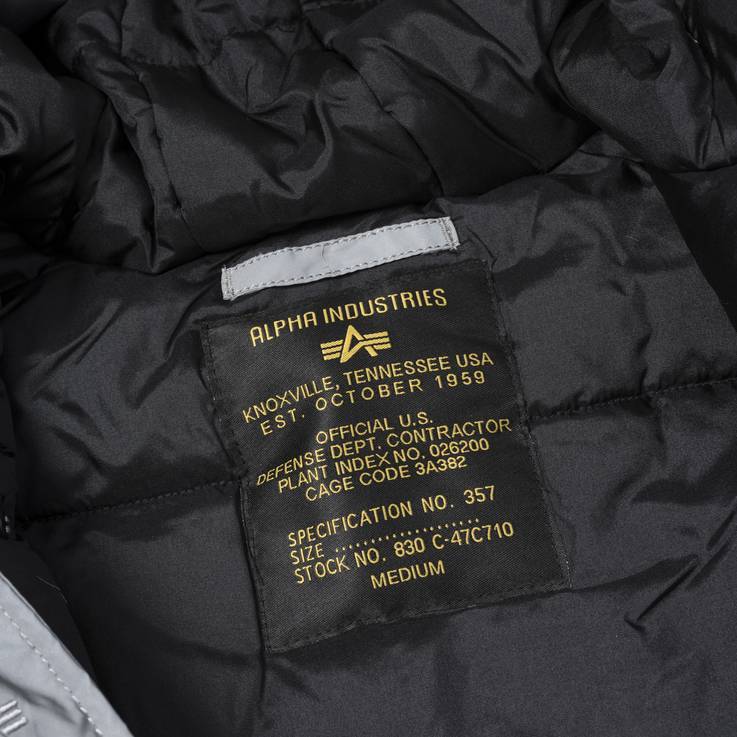 ALPHA INDUSTRIES
KNOXVILLE, TENNESSEE USA
EST. OCTOBER 1959
OFFICIAL U.S.
DEFENSE DEPT. CONTRACTOR
PLANT INDEX NO. 026200
CAGE CODE 3A382
SPECIFICATION NO. 357
SIZE ....................
STOCK NO. 830 C-47C710
MEDIUM